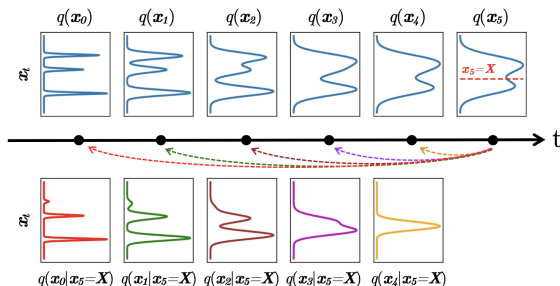 q(x₀) q(x₁) q(x₂) q(x₃) q(x₄) q(x₅)
xₜ
x₅=X
t
xₜ
q(x₀|x₅=X) q(x₁|x₅=X) q(x₂|x₅=X) q(x₃|x₅=X) q(x₄|x₅=X)